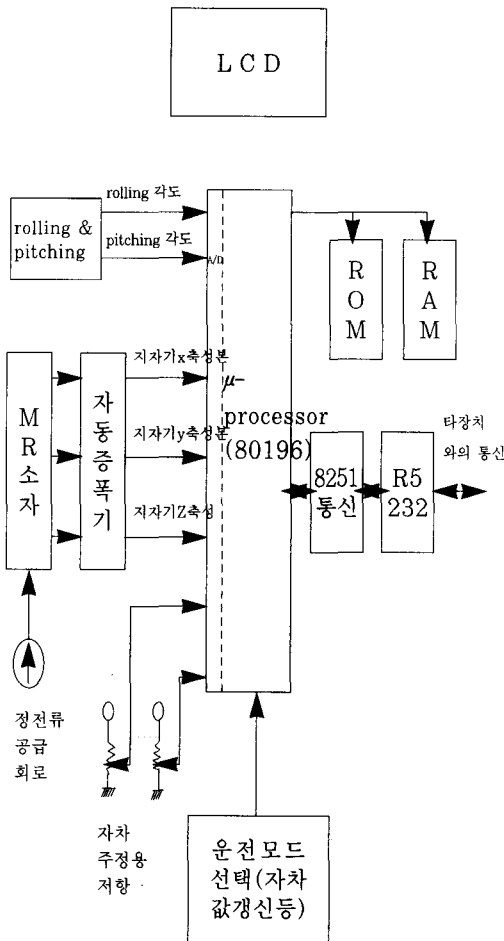 LCD
rolling 각도
rolling &
pitching
pitching 각도
A/D
ROM
RAM
지자기x축성분
μ-
processor
(80196)
MR소자
자동증폭기
지자기y축성분
타장치
와의 통신
8251
통신
R5
232
지자기Z축성
정전류
공급
회로
자차
주정용
저항
운전모드
선택(자차
값갱신등)